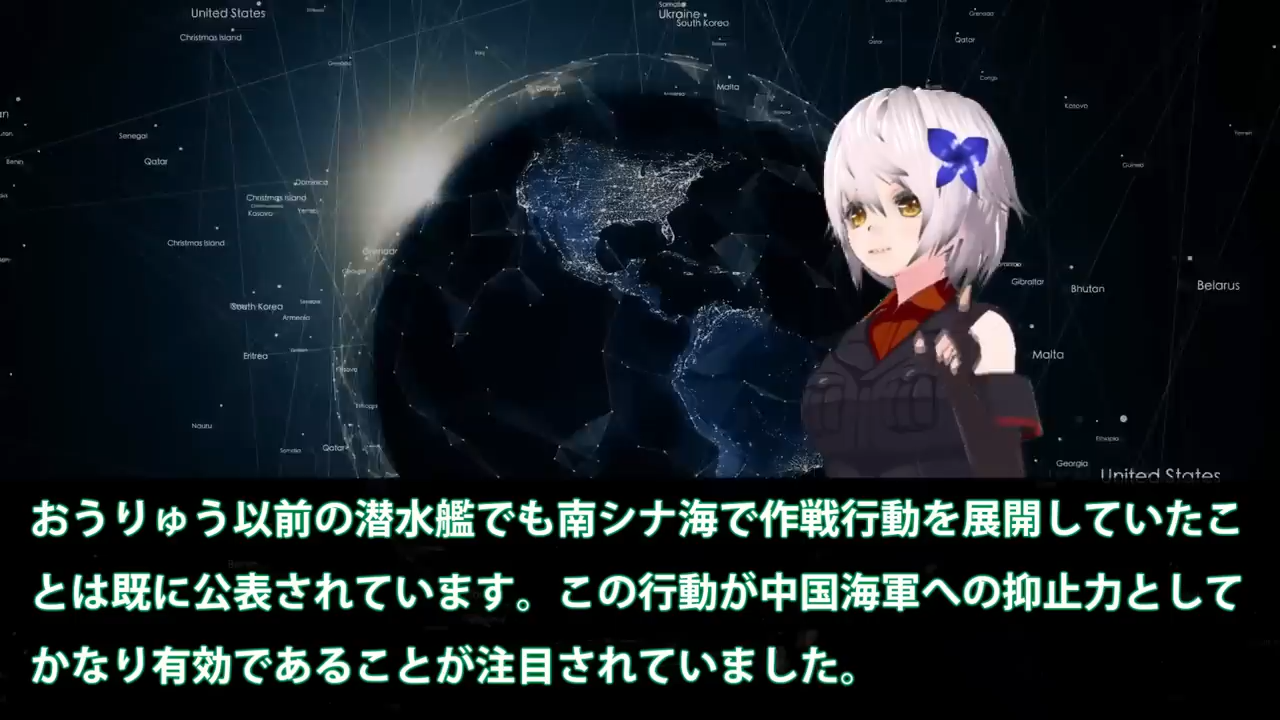 United States
Christmas Island
Ukraine
South Korea
Qatar
Malta
Kosovo
Senegal
Qatar
Dominica
Christmas Island
Kosovo
Christmas Island
Grenada
Gibraltar
Bhutan
Belarus
South Korea
Armenia
Eritrea
Malta
Nauru
Qatar
Georgia
United States
おうりゅう以前の潜水艦でも南シナ海で作戦行動を展開していたこ
とは既に公表されています。この行動が中国海軍への抑止力として
かなり有効であることが注目されていました。